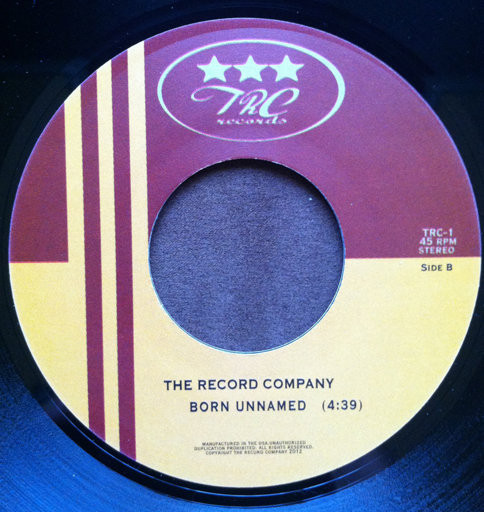 TRC
records
TRC-1
45 RPM
STEREO
SIDE B
THE RECORD COMPANY
BORN UNNAMED (4:39)
MANUFACTURED IN THE USA UNAUTHORIZED
DUPLICATION PROHIBITED. ALL RIGHTS RESERVED.
COPYRIGHT THE RECORD COMPANY 2012